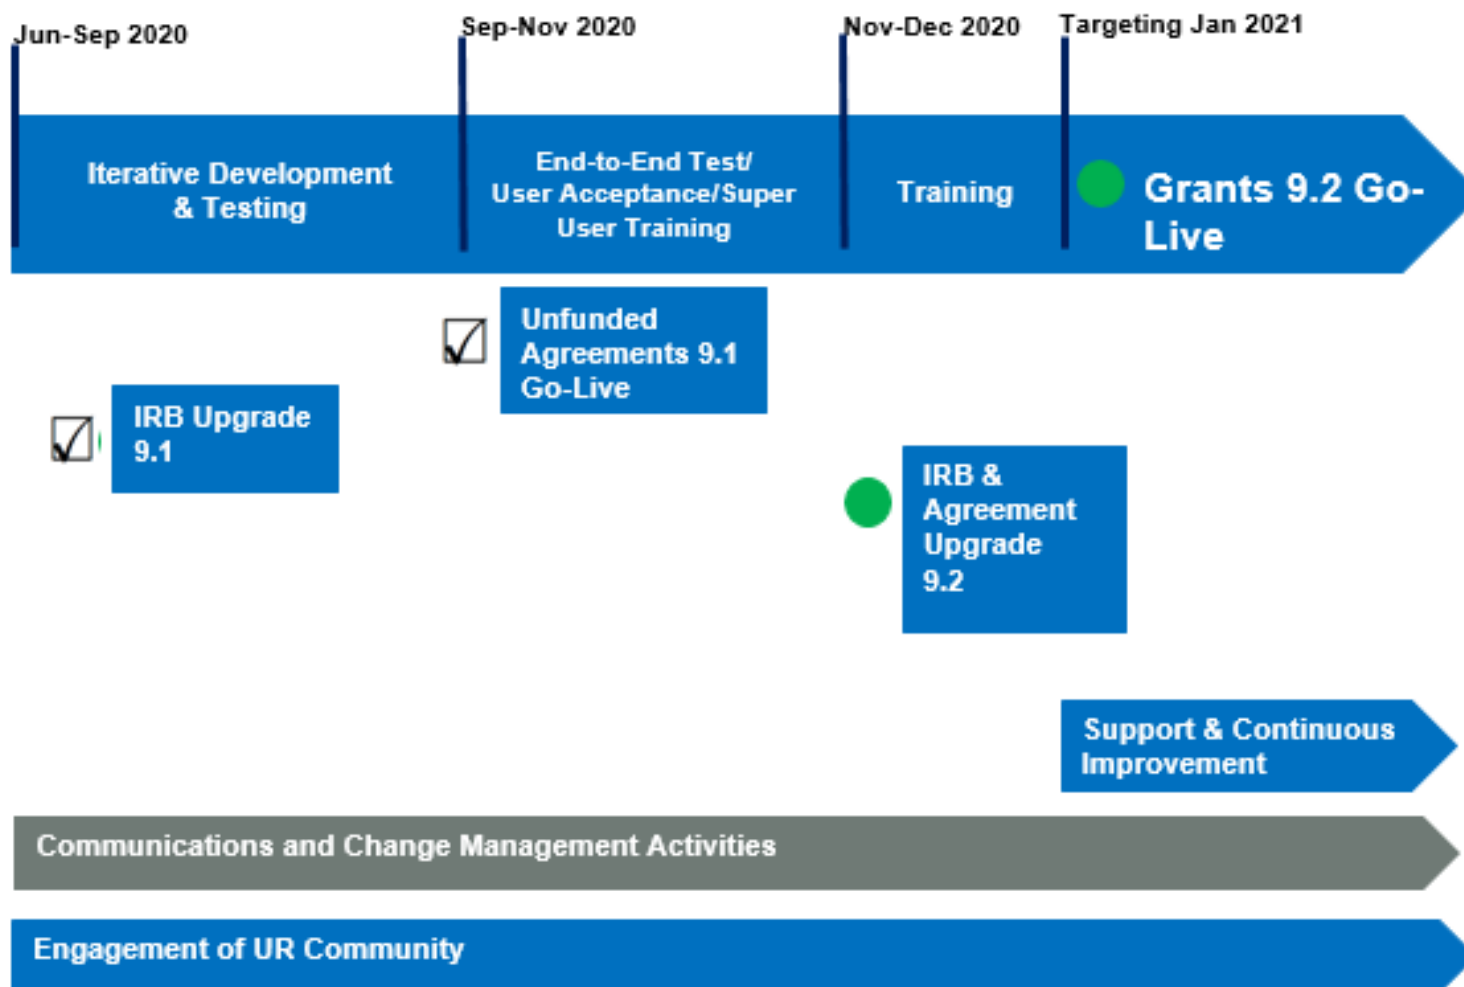 Jun-Sep 2020
Sep-Nov 2020
Nov-Dec 2020
Targeting Jan 2021
Iterative Development
& Testing
End-to-End Test/
User Acceptance/Super
User Training
Training
Grants 9.2 Go-
Live
Unfunded
Agreements 9.1
Go-Live
IRB Upgrade
9.1
IRB &
Agreement
Upgrade
9.2
Support & Continuous
Improvement
Communications and Change Management Activities
Engagement of UR Community